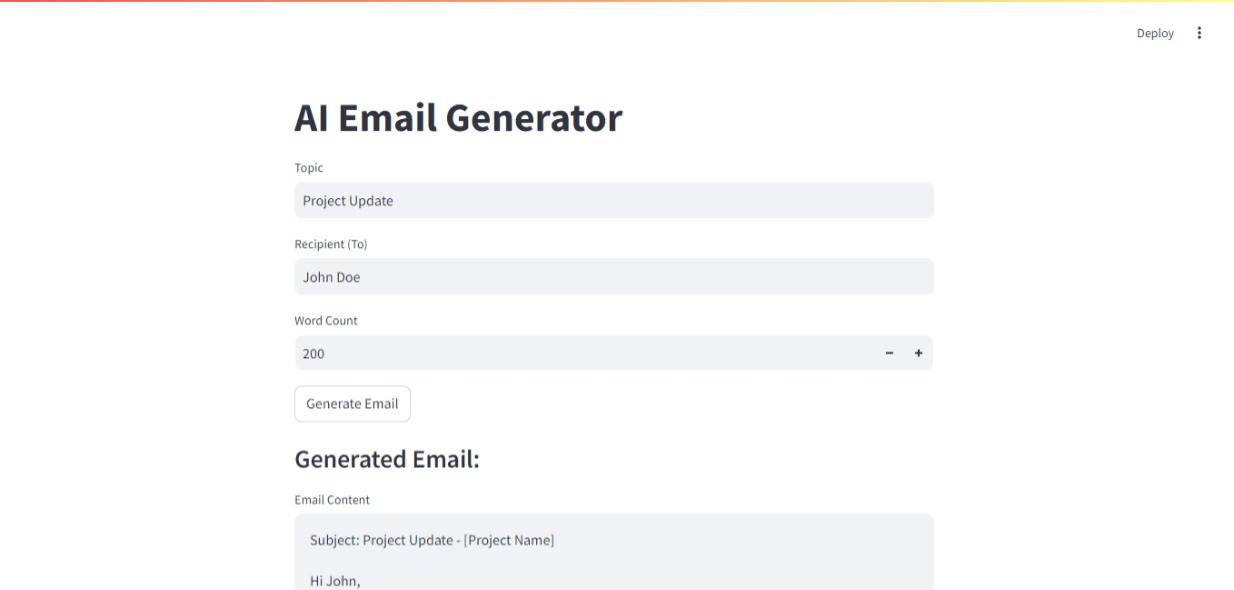 Deploy
AI Email Generator
Topic
Project Update
Recipient (To)
John Doe
Word Count
200
Generate Email
Generated Email:
Email Content
Subject: Project Update - [Project Name]
Hi John,